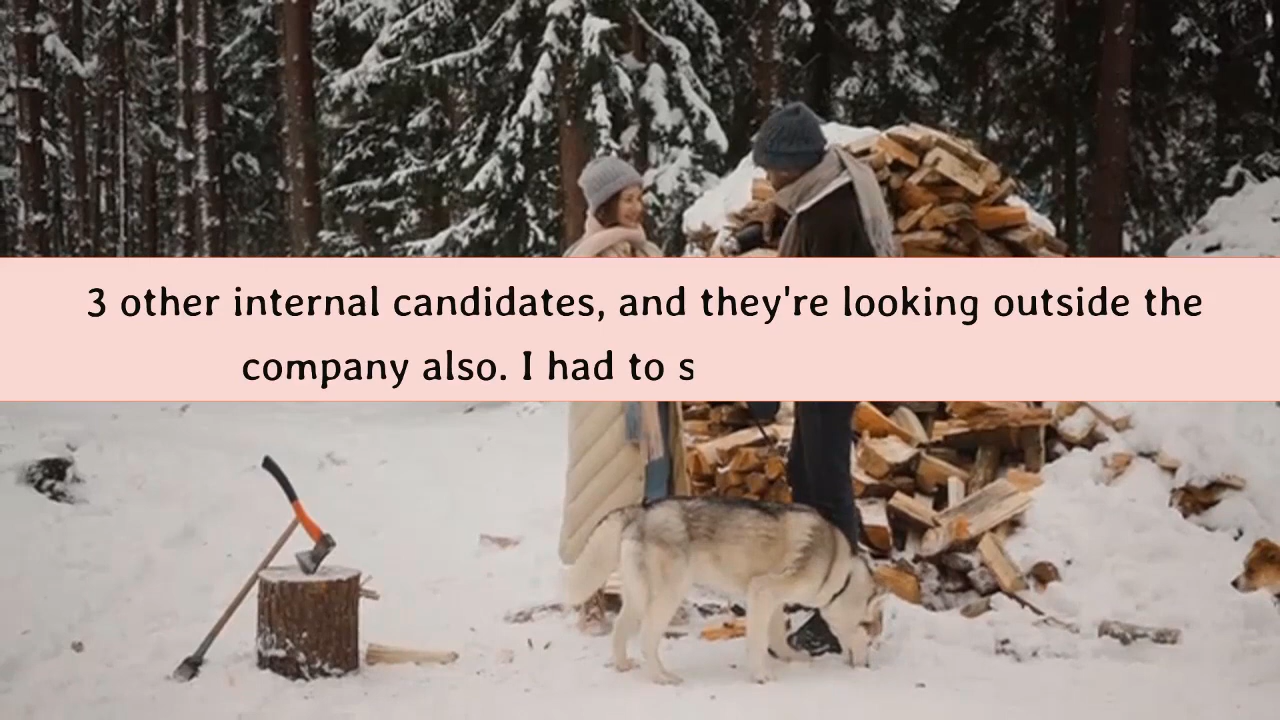 3 other internal candidates, and they're looking outside the
company also. I had to s